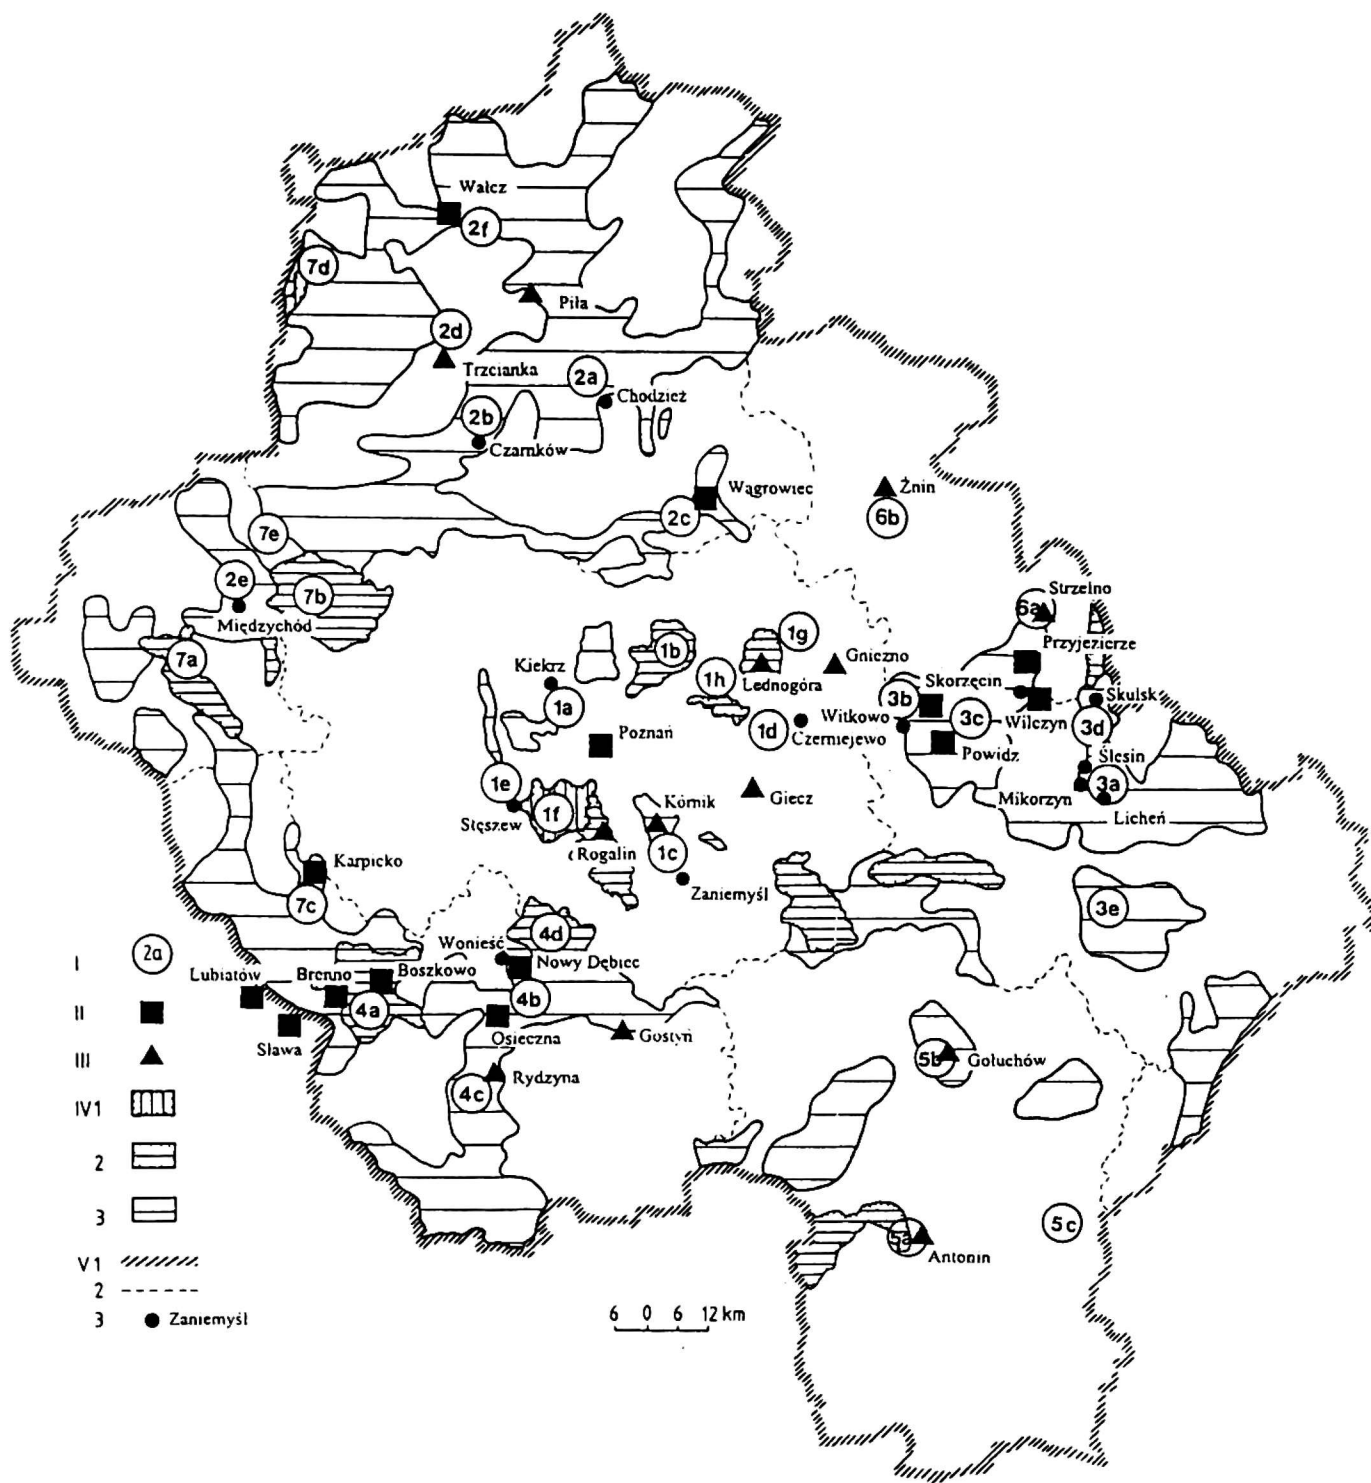 Wałcz
2f
7d
Piła
2d
Trzcianka
2a
Chodzież
2b
Czarnków
Wągrowiec
2c
Żnin
6b
7e
2e
7b
Międzychód
Strzelno
6a
Przyjezierze
1g
1b
7a
Kiekrz
1h
Lednogóra
Gniezno
Skorzęcin
3b
Skulsk
1a
Witkowo
3c
Wilczyn
3d
Poznań
1d
Czerniejewo
Powidz
Ślesin
1e
Kórnik
Giecz
Mikorzyn
3a
Licheń
Stęszew
1f
Rogalin
1c
Karpicko
Zaniemyśl
7c
3e
4d
Wonieść
I 2a
Nowy Dębiec
Lubiatów
Brenno
Boszkowo
4b
II
4a
Sława
Osieczna
Gostyń
III
5b
Gołuchów
Rydzyna
4c
IV1
2
3
5c
5a
Antonin
V1
2
3 Zaniemyśl
6 0 6 12 km